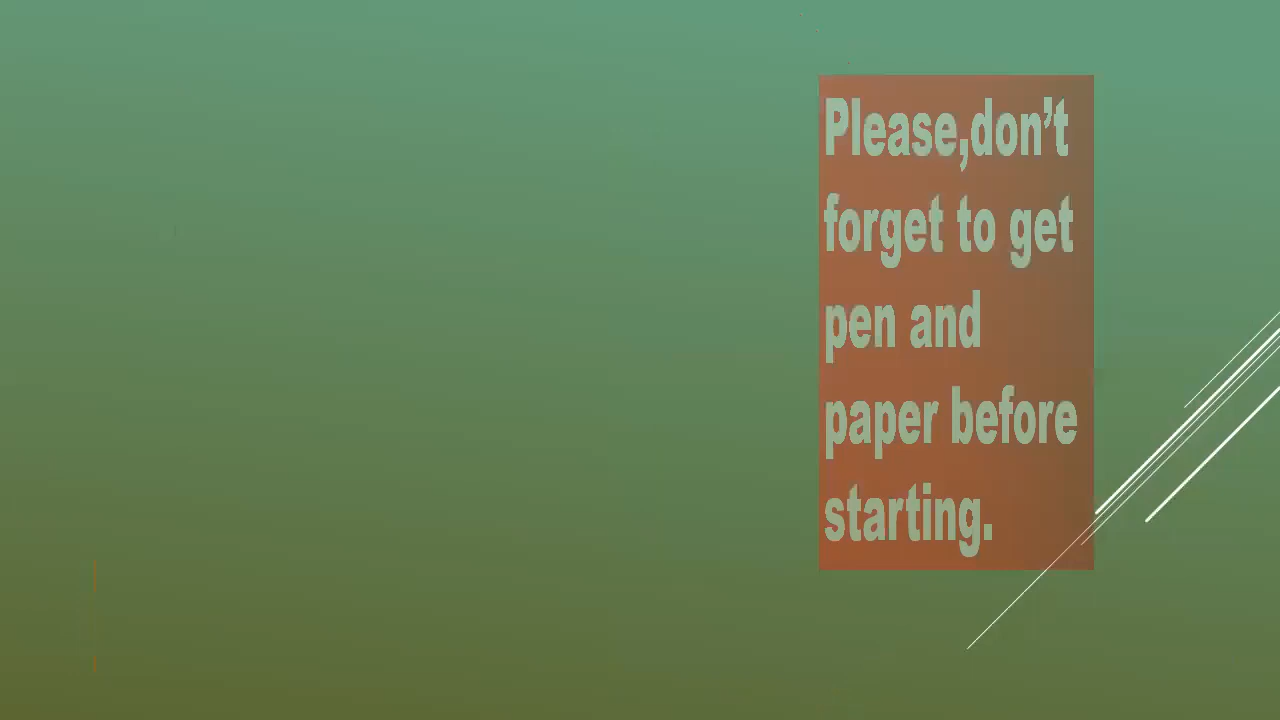 Please,don’t
forget to get
pen and
paper before
starting.